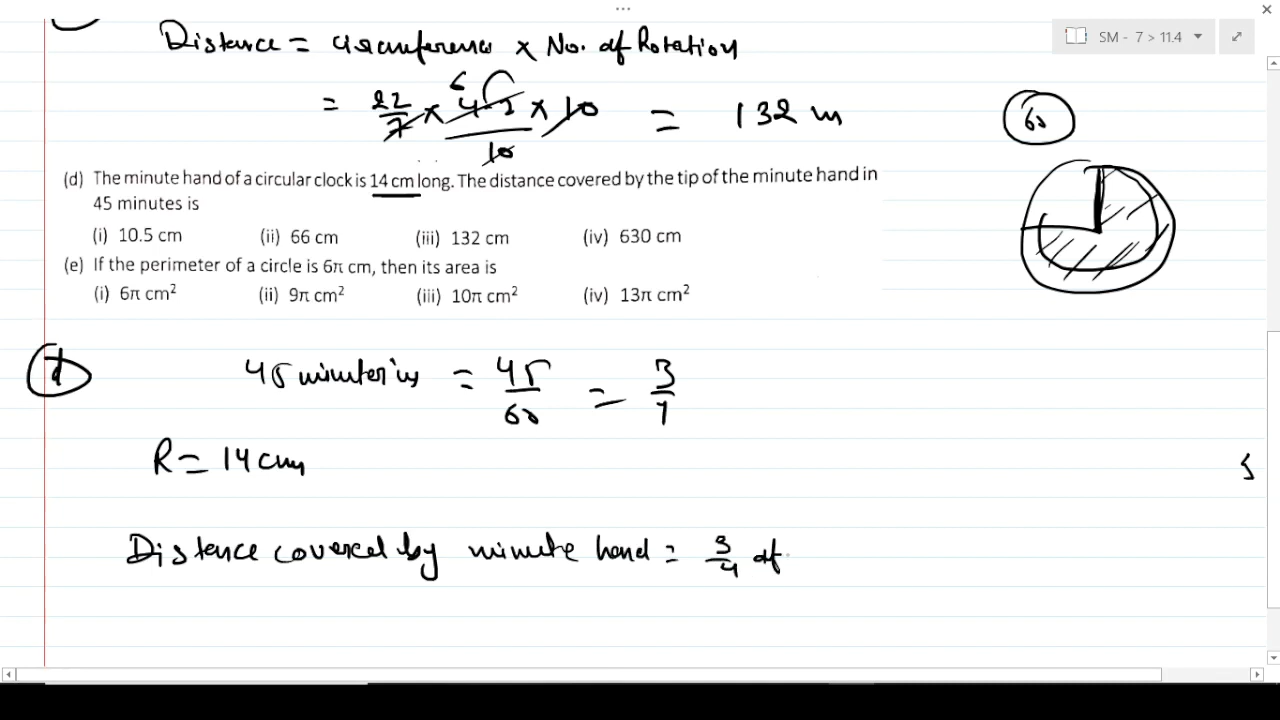 SM - 7 > 11.4
Distance = circumference × No. of Rotation
= 22/7 × 42/10 × 10 = 132 m
6
60
(d) The minute hand of a circular clock is 14 cm long. The distance covered by the tip of the minute hand in
45 minutes is
(i) 10.5 cm (ii) 66 cm (iii) 132 cm (iv) 630 cm
(e) If the perimeter of a circle is 6π cm, then its area is
(i) 6π cm² (ii) 9π cm² (iii) 10π cm² (iv) 13π cm²
d 45 minutes = 45/60 = 3/4
R = 14 cm
Distence covered by minute hand = 3/4 of